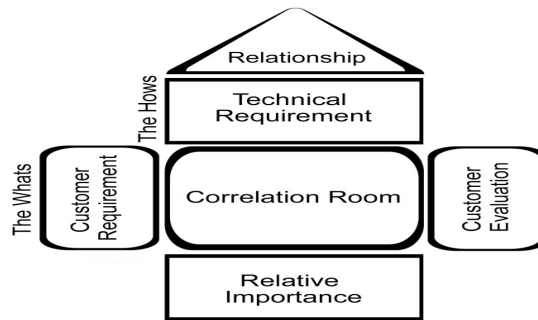 Relationship
The Hows
Technical
Requirement
The Whats
Customer
Requirement
Correlation Room
Customer
Evaluation
Relative
Importance